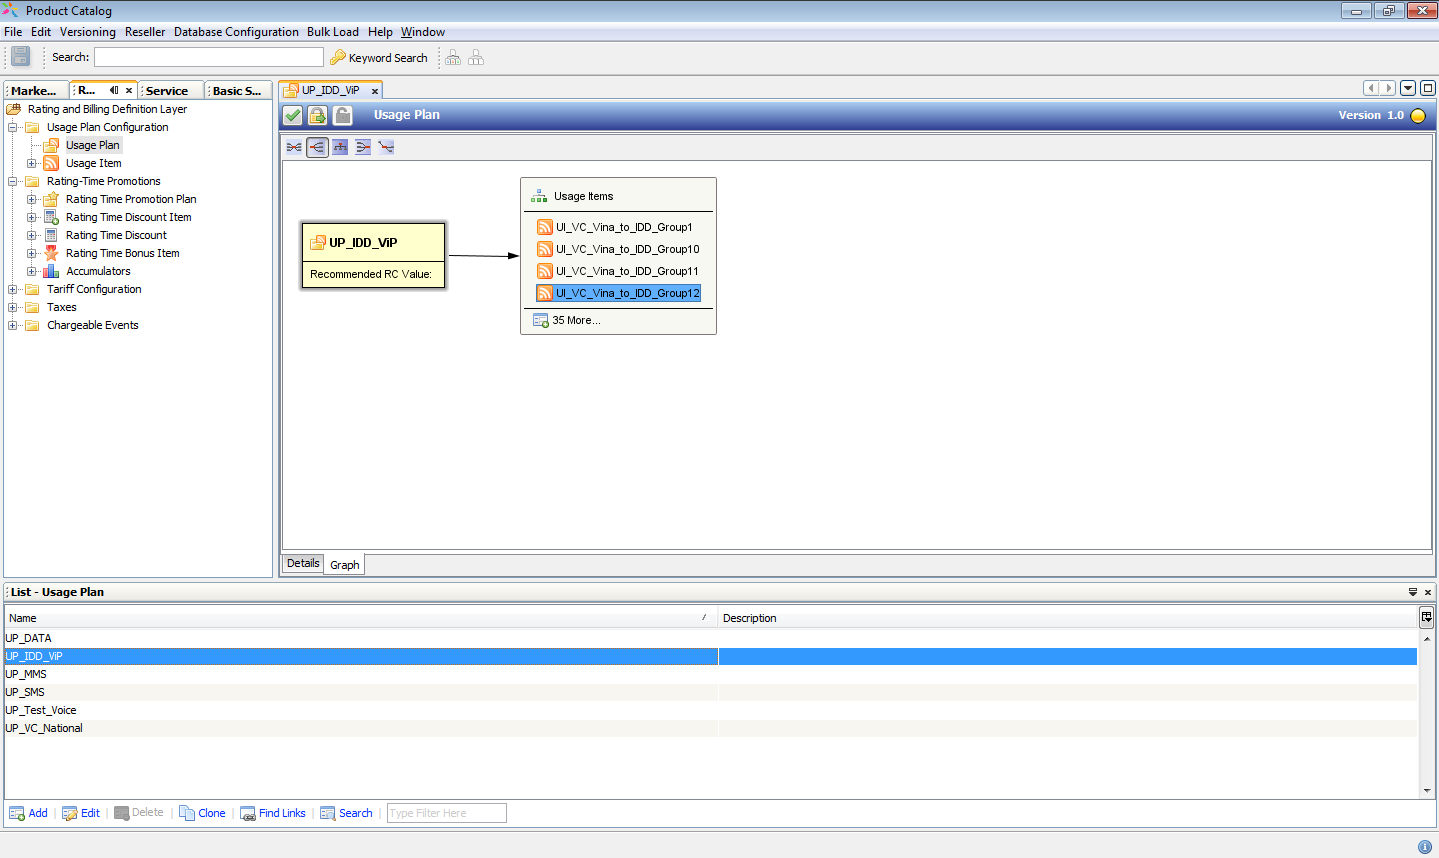 Product Catalog
File Edit Versioning Reseller Database Configuration Bulk Load Help Window
Search: Keyword Search
Marke... R... Service Basic S...
UP_IDD_ViP
Rating and Billing Definition Layer
Usage Plan Configuration
Usage Plan
Usage Item
Rating-Time Promotions
Rating Time Promotion Plan
Rating Time Discount Item
Rating Time Discount
Rating Time Bonus Item
Accumulators
Tariff Configuration
Taxes
Chargeable Events
Usage Plan
Version 1.0
UP_IDD_ViP
Recommended RC Value:
Usage Items
UI_VC_Vina_to_IDD_Group1
UI_VC_Vina_to_IDD_Group10
UI_VC_Vina_to_IDD_Group11
UI_VC_Vina_to_IDD_Group12
35 More...
Details Graph
List - Usage Plan
Name Description
UP_DATA
UP_IDD_ViP
UP_MMS
UP_SMS
UP_Test_Voice
UP_VC_National
Add Edit Delete Clone Find Links Search Type Filter Here